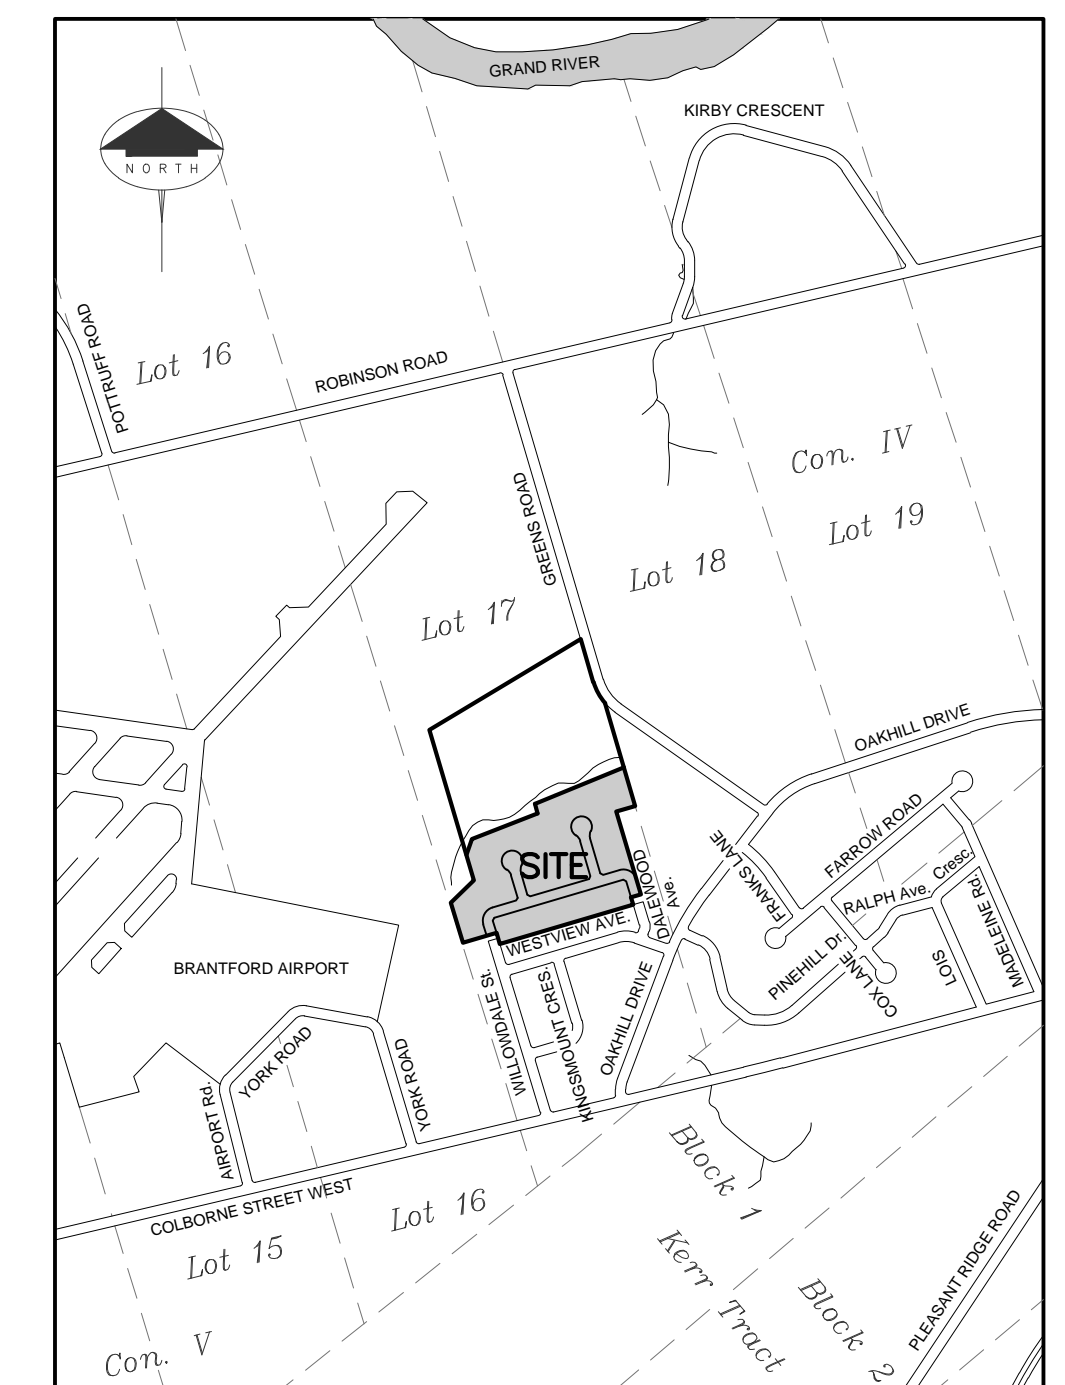 GRAND RIVER
KIRBY CRESCENT
NORTH
POTTRUFF ROAD
Lot 16
ROBINSON ROAD
Con. IV
Lot 19
GREENS ROAD
Lot 18
Lot 17
OAKHILL DRIVE
FARROW ROAD
FRANKS LANE
SITE
RALPH Ave.
Cresc.
DALEWOOD
Ave.
MADELEINE Rd.
WESTVIEW AVE.
PINEHILL Dr.
COX LANE
LOIS
BRANTFORD AIRPORT
WILLOWDALE St.
KINGSMOUNT CRES.
OAKHILL DRIVE
YORK ROAD
YORK ROAD
AIRPORT Rd.
COLBORNE STREET WEST
Block 1
Lot 16
Lot 15
Kerr Tract
Block 2
PLEASANT RIDGE ROAD
Con. V